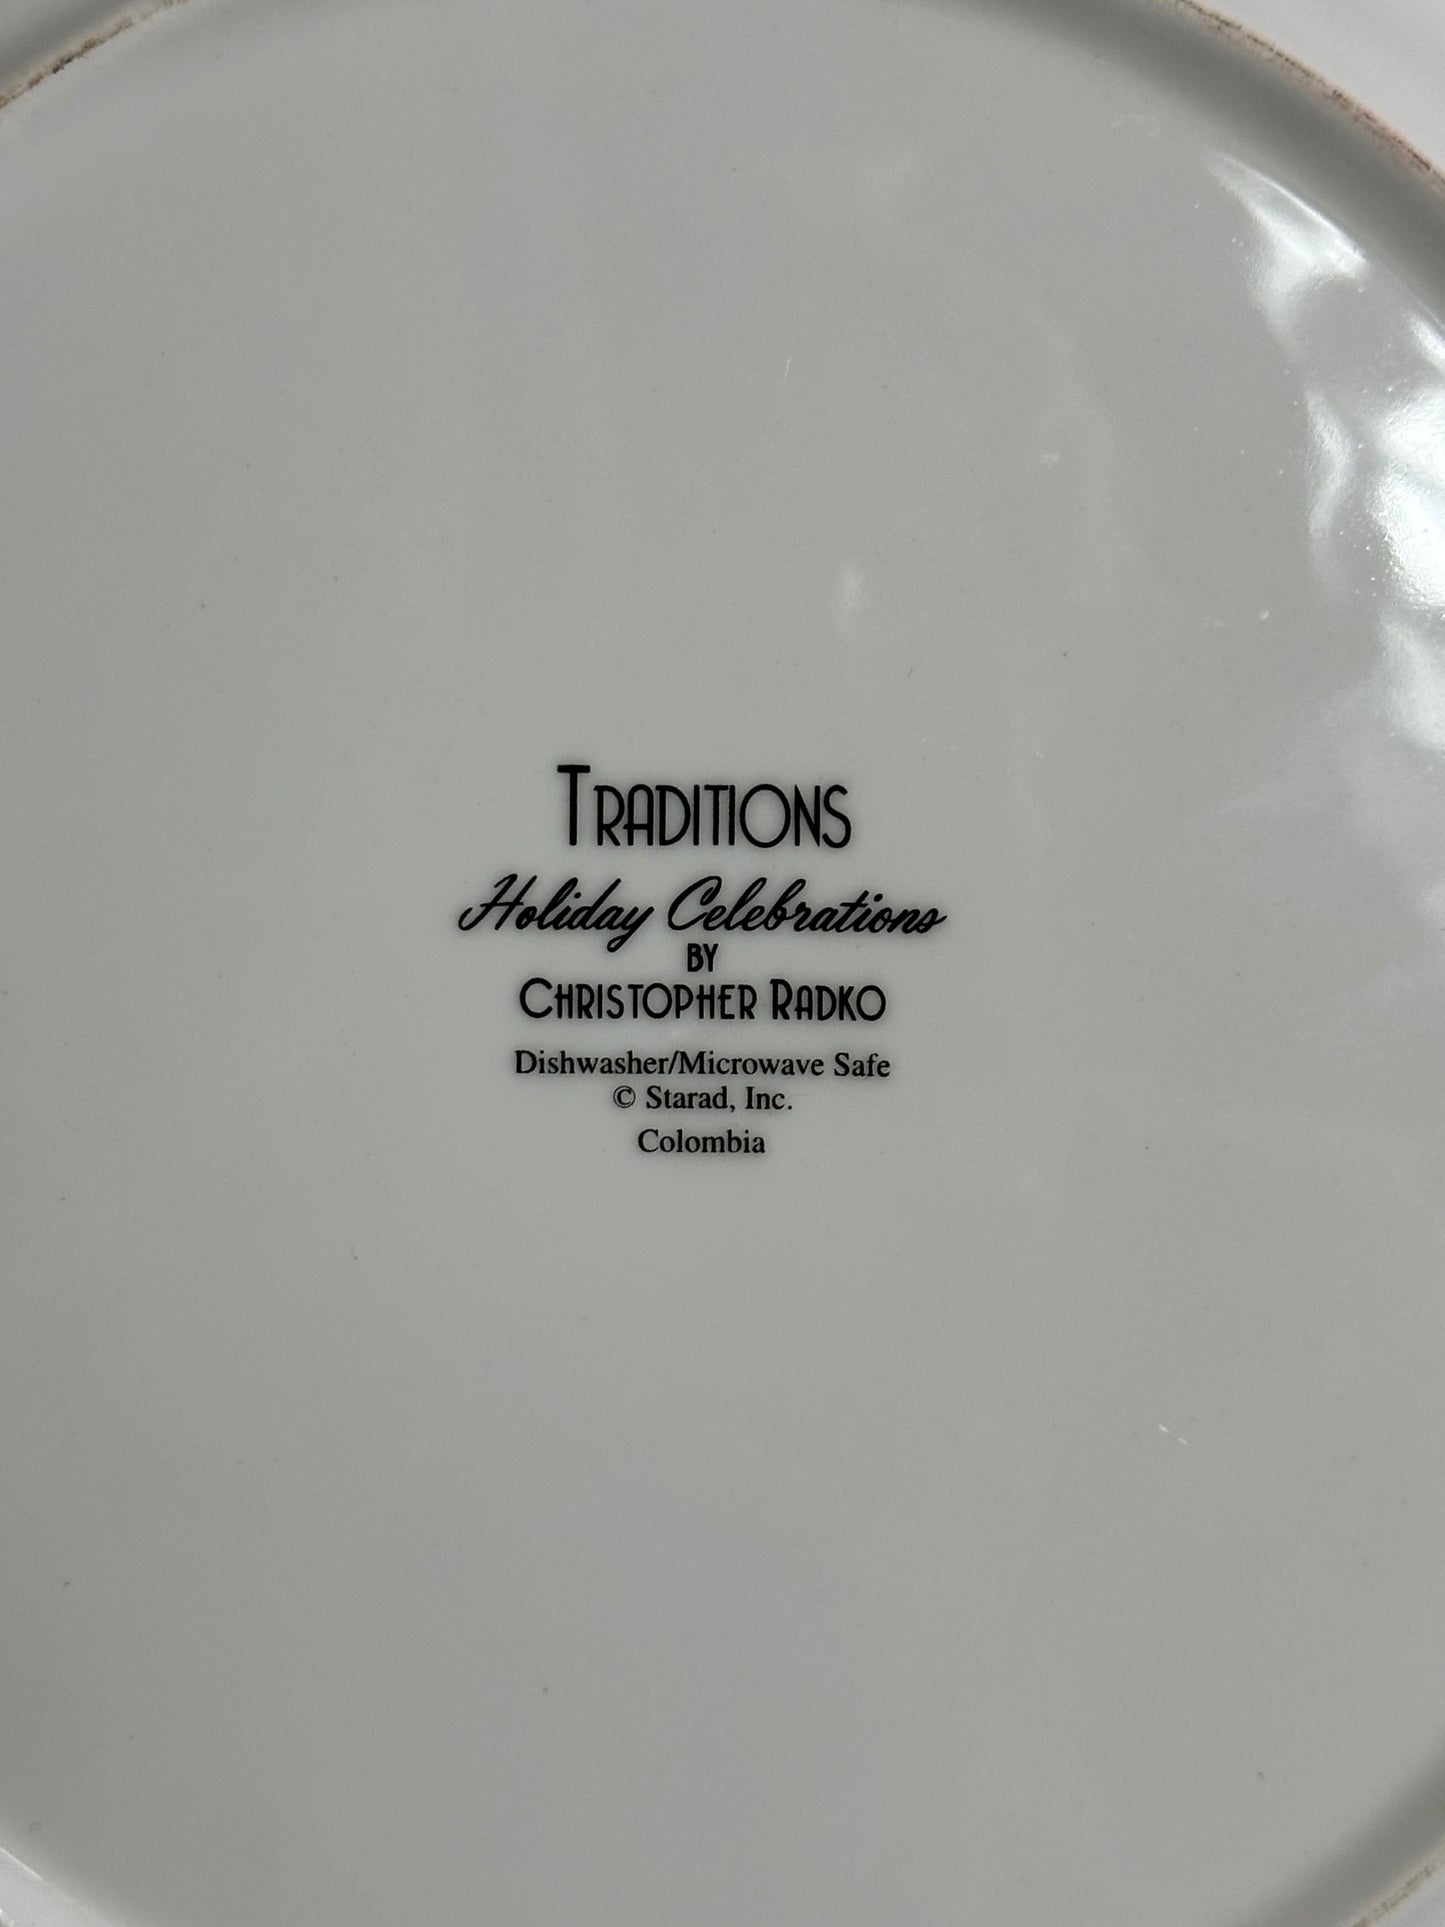 TRADITIONS
Holiday Celebrations
BY
CHRISTOPHER RADKO
Dishwasher/Microwave Safe
© Starad, Inc.
Colombia